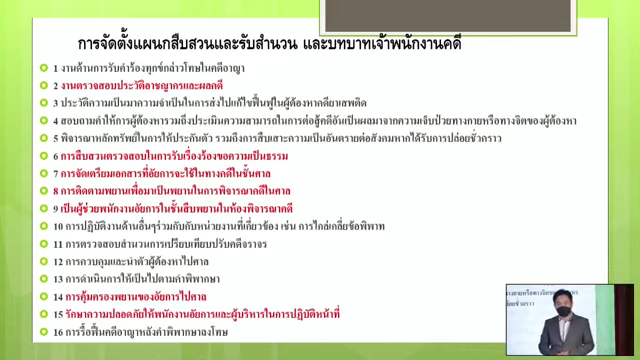 การจัดตั้งแผนกสืบสวนและรับสำนวน และบทบาทเจ้าพนักงานคดี
1 งานด้านการรับคำร้องทุกข์กล่าวโทษในคดีอาญา
2 งานตรวจสอบประวัติอาชญากรและผลคดี
3 ประวัติความเป็นมาความจำเป็นในการส่งไปแก้ไขฟื้นฟูในผู้ต้องหาคดียาเสพติด
4 สอบถามคำให้การผู้ต้องหารวมถึงประเมินความสามารถในการต่อสู้คดีอันเป็นผลมาจากความเจ็บป่วยทางกายหรือทางจิตของผู้ต้องหา
5 พิจารณาหลักทรัพย์ในการให้ประกันตัว รวมถึงการสืบเสาะความเป็นอันตรายต่อสังคมหากได้รับการปล่อยชั่วคราว
6 การสืบสวนตรวจสอบในการรับเรื่องร้องขอความเป็นธรรม
7 การจัดเตรียมเอกสารที่อัยการจะใช้ในทางคดีในชั้นศาล
8 การติดตามพยานเพื่อมาเป็นพยานในการพิจารณาคดีในศาล
9 เป็นผู้ช่วยพนักงานอัยการในชั้นสืบพยานในห้องพิจารณาคดี
10 การปฏิบัติงานด้านอื่นๆร่วมกับกับหน่วยงานที่เกี่ยวข้อง เช่น การไกล่เกลี่ยข้อพิพาท
11 การตรวจสอบสำนวนการเปรียบเทียบปรับคดีจราจร
12 การควบคุมและนำตัวผู้ต้องหาไปศาล
13 การดำเนินการให้เป็นไปตามคำพิพากษา
14 การคุ้มครองพยานของอัยการไปศาล
15 รักษาความปลอดภัยให้พนักงานอัยการและผู้บริหารในการปฏิบัติหน้าที่
16 การรื้อฟื้นคดีอาญาหลังคำพิพากษาลงโทษ